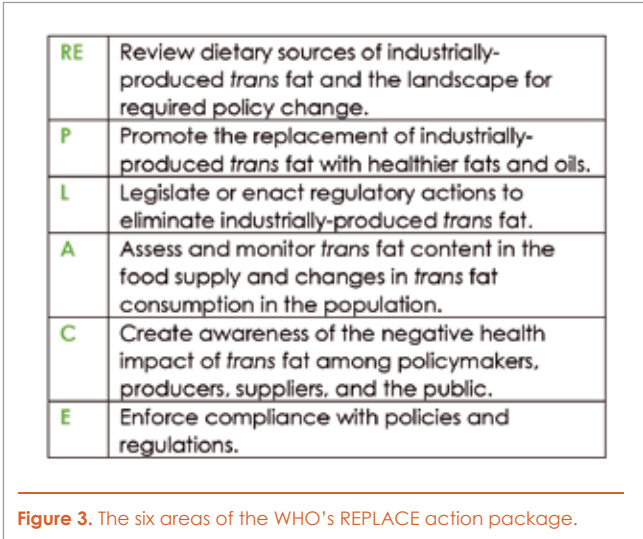 RE Review dietary sources of industrially-
produced trans fat and the landscape for
required policy change.
P Promote the replacement of industrially-
produced trans fat with healthier fats and oils.
L Legislate or enact regulatory actions to
eliminate industrially-produced trans fat.
A Assess and monitor trans fat content in the
food supply and changes in trans fat
consumption in the population.
C Create awareness of the negative health
impact of trans fat among policymakers,
producers, suppliers, and the public.
E Enforce compliance with policies and
regulations.
Figure 3. The six areas of the WHO's REPLACE action package.